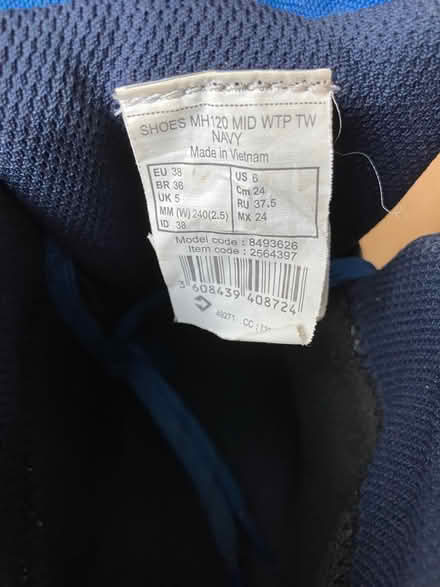 SHOES MH120 MID WTP TW
NAVY
Made in Vietnam
EU 38 US 6
BR 36 Cm 24
UK 5 RU 37.5
MM (W) 240(2.5) MX 24
ID 38
Model code : 8493626
Item code : 2564397
3 608439 408724
49271 CC